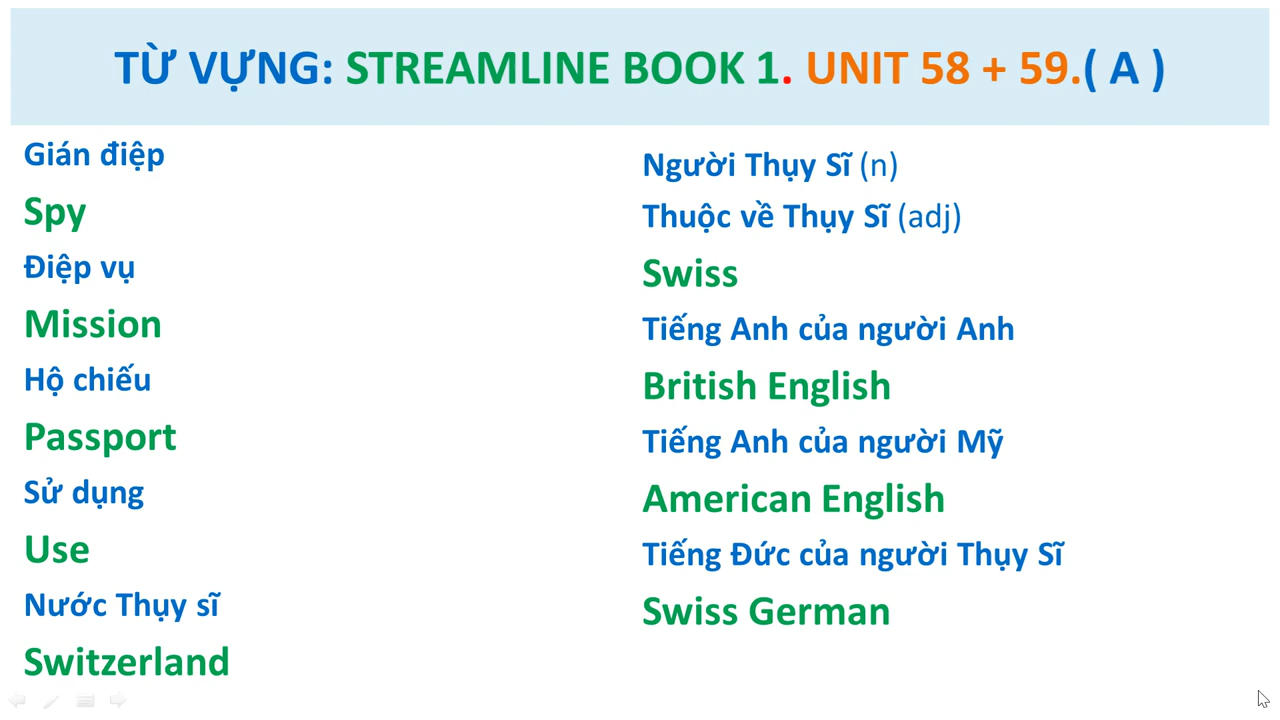 TỪ VỰNG: STREAMLINE BOOK 1. UNIT 58 + 59.( A )
Gián điệp
Spy
Điệp vụ
Mission
Hộ chiếu
Passport
Sử dụng
Use
Nước Thụy sĩ
Switzerland
Người Thụy Sĩ (n)
Thuộc về Thụy Sĩ (adj)
Swiss
Tiếng Anh của người Anh
British English
Tiếng Anh của người Mỹ
American English
Tiếng Đức của người Thụy Sĩ
Swiss German